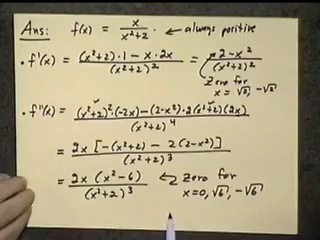 Ans: f(x) = x / (x²+2) . ← always positive
• f'(x) = ((x²+2)·1 − x·2x) / (x²+2)² = (2−x²) / (x²+2)²
Zero for
x=√2, −√2
• f"(x) = ((x²+2)²·(−2x) − (2−x²)·2(x²+2)(2x)) / (x²+2)⁴
= 2x [−(x²+2) − 2(2−x²)] / (x²+2)³
= 2x (x²−6) / (x²+2)³ ← Zero for
x=0, √6, −√6